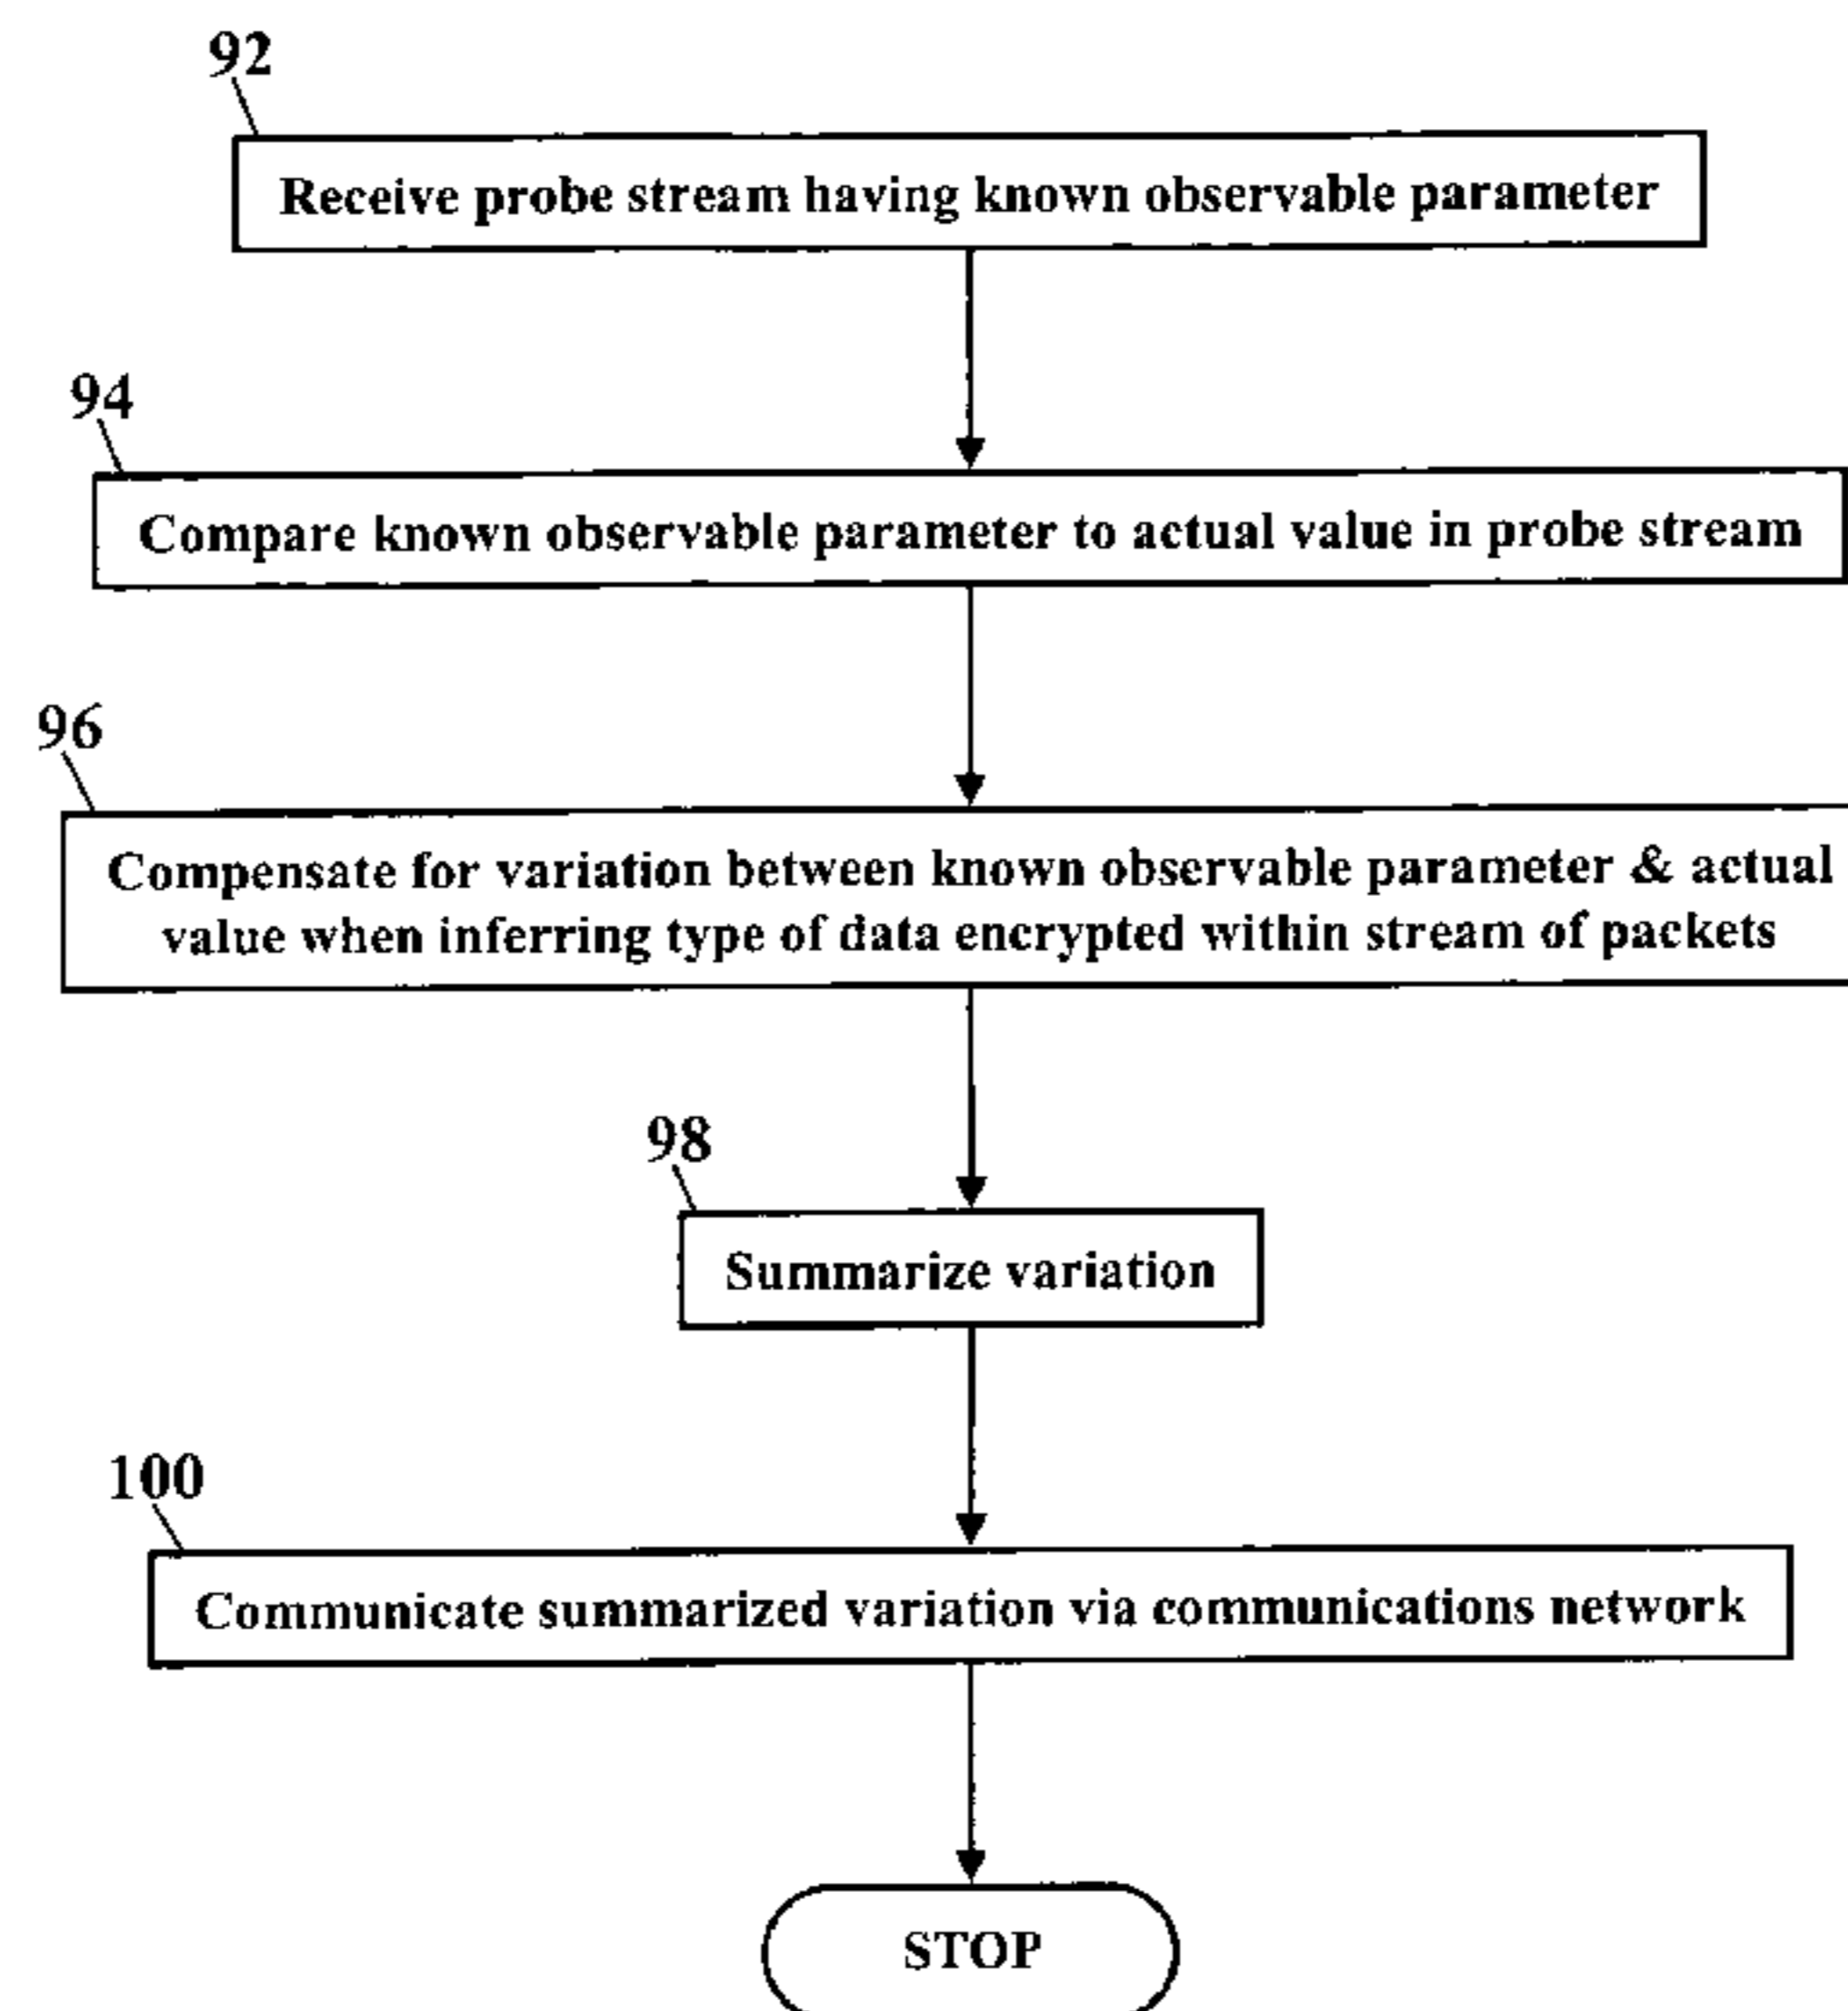 92
Receive probe stream having known observable parameter
94
Compare known observable parameter to actual value in probe stream
96
Compensate for variation between known observable parameter & actual
value when inferring type of data encrypted within stream of packets
98
Summarize variation
100
Communicate summarized variation via communications network
STOP